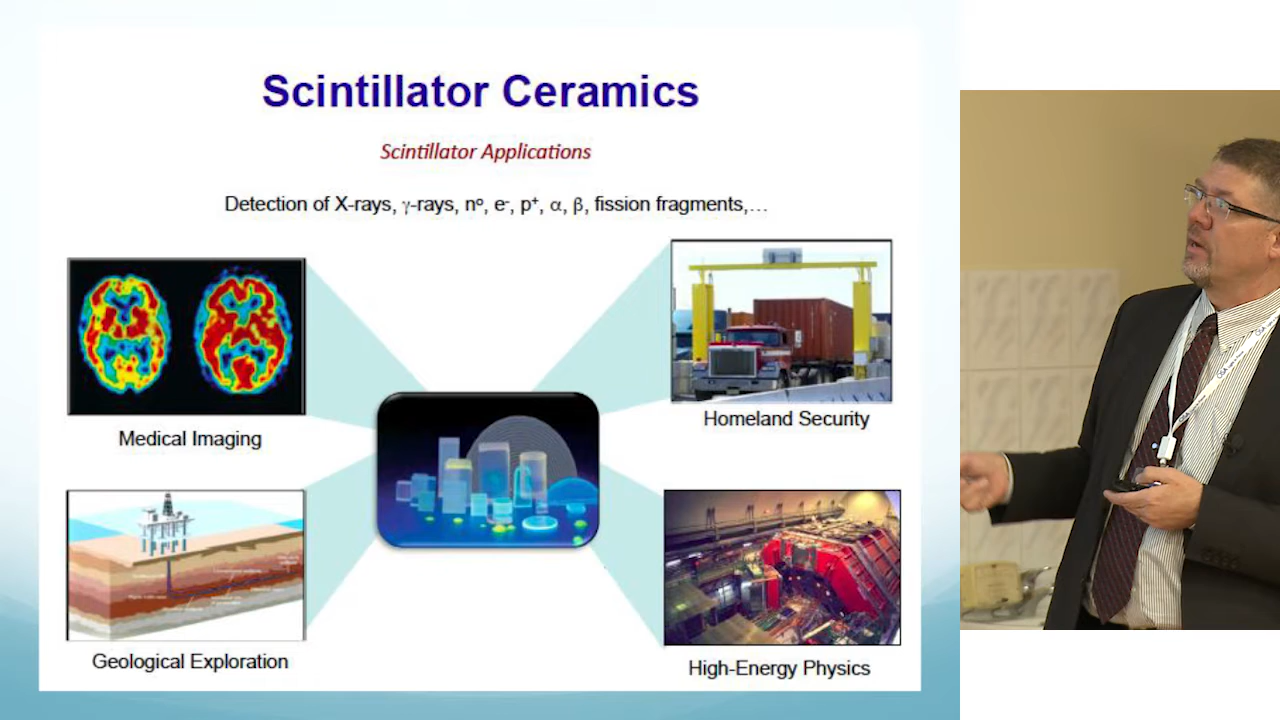 Scintillator Ceramics
Scintillator Applications
Detection of X-rays, γ-rays, nº, e⁻, p⁺, α, β, fission fragments,…
Medical Imaging
Homeland Security
Geological Exploration
High-Energy Physics